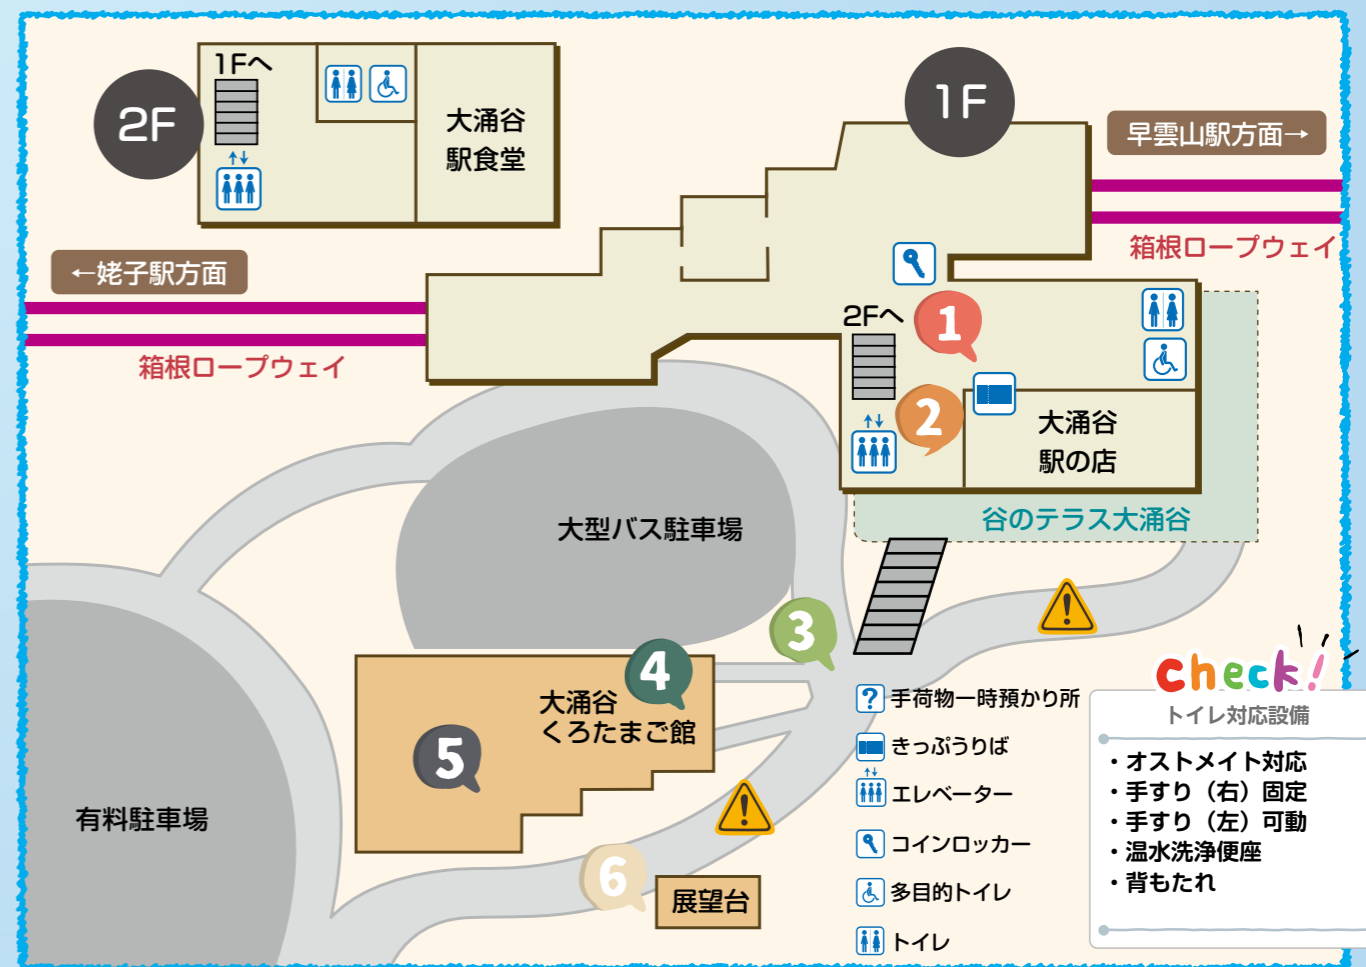 2F
1Fへ
大涌谷
駅食堂
1F
早雲山駅方面→
箱根ロープウェイ
←姥子駅方面
箱根ロープウェイ
2Fへ
1
2
大涌谷
駅の店
谷のテラス大涌谷
大型バス駐車場
3
4
大涌谷
くろたまご館
5
有料駐車場
6
展望台
? 手荷物一時預かり所
きっぷうりば
エレベーター
コインロッカー
多目的トイレ
トイレ
check!
トイレ対応設備
・オストメイト対応
・手すり（右）固定
・手すり（左）可動
・温水洗浄便座
・背もたれ